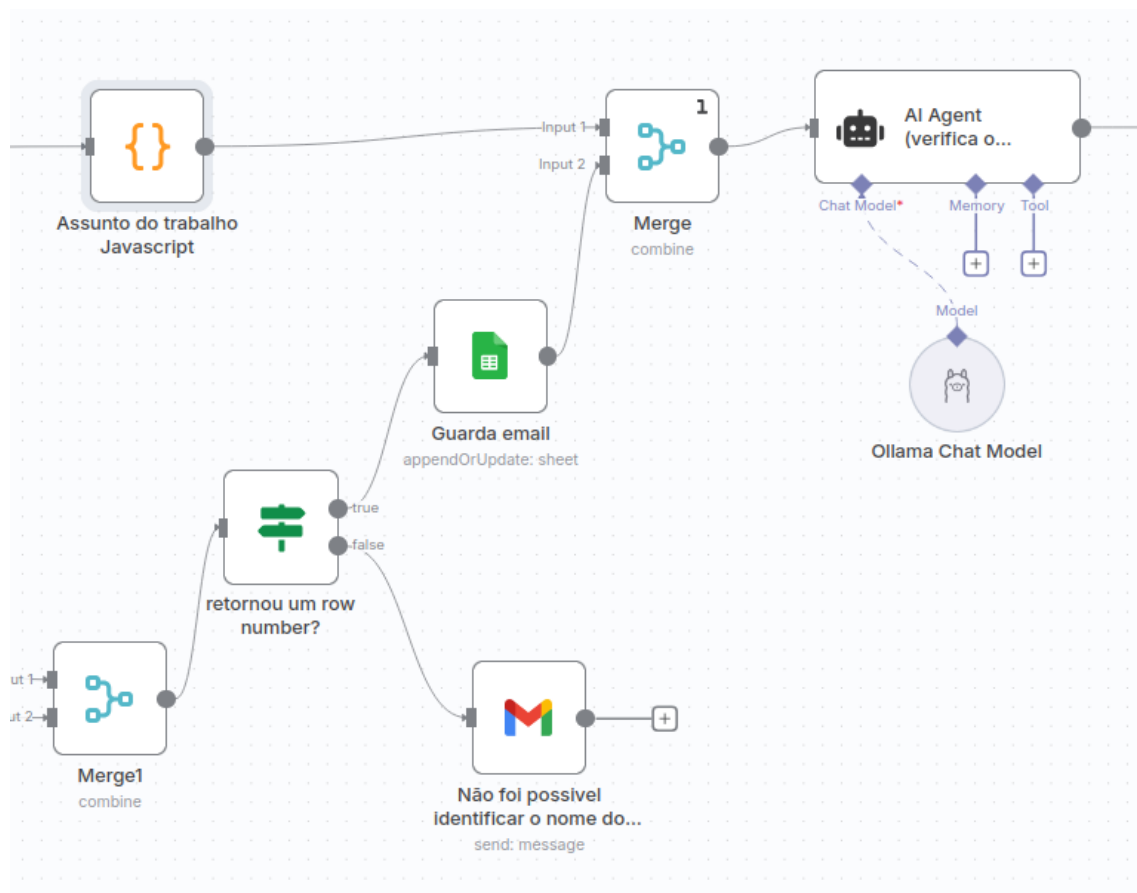 1
Input 1
Input 2
AI Agent
(verifica o...
Chat Model*
Memory
Tool
Assunto do trabalho
Javascript
Merge
combine
Model
Guarda email
appendOrUpdate: sheet
Ollama Chat Model
true
false
retornou um row
number?
ut 1
ut 2
Merge1
combine
Não foi possivel
identificar o nome do...
send: message